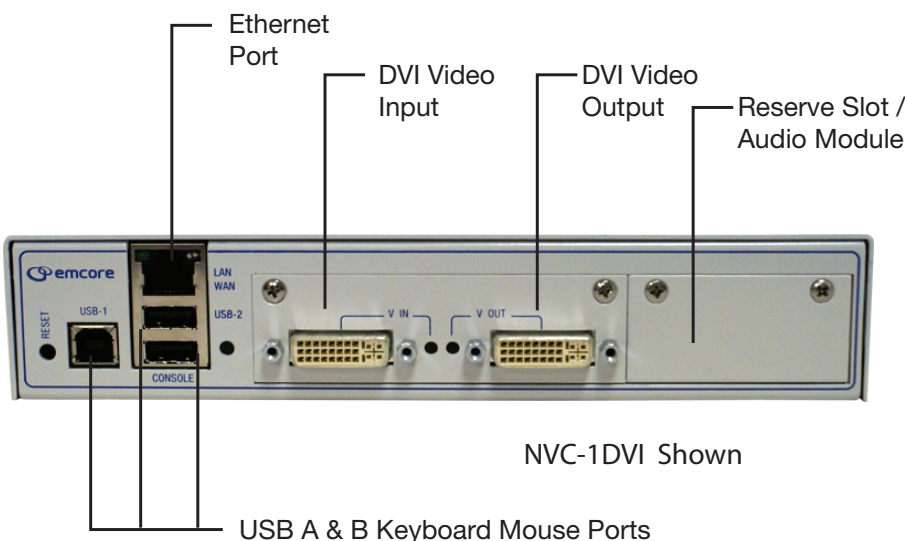 Ethernet
Port
DVI Video
Input
DVI Video
Output
Reserve Slot /
Audio Module
emcore
LAN
WAN
RESET
USB-1
USB-2
V IN
V OUT
CONSOLE
NVC-1DVI Shown
USB A & B Keyboard Mouse Ports